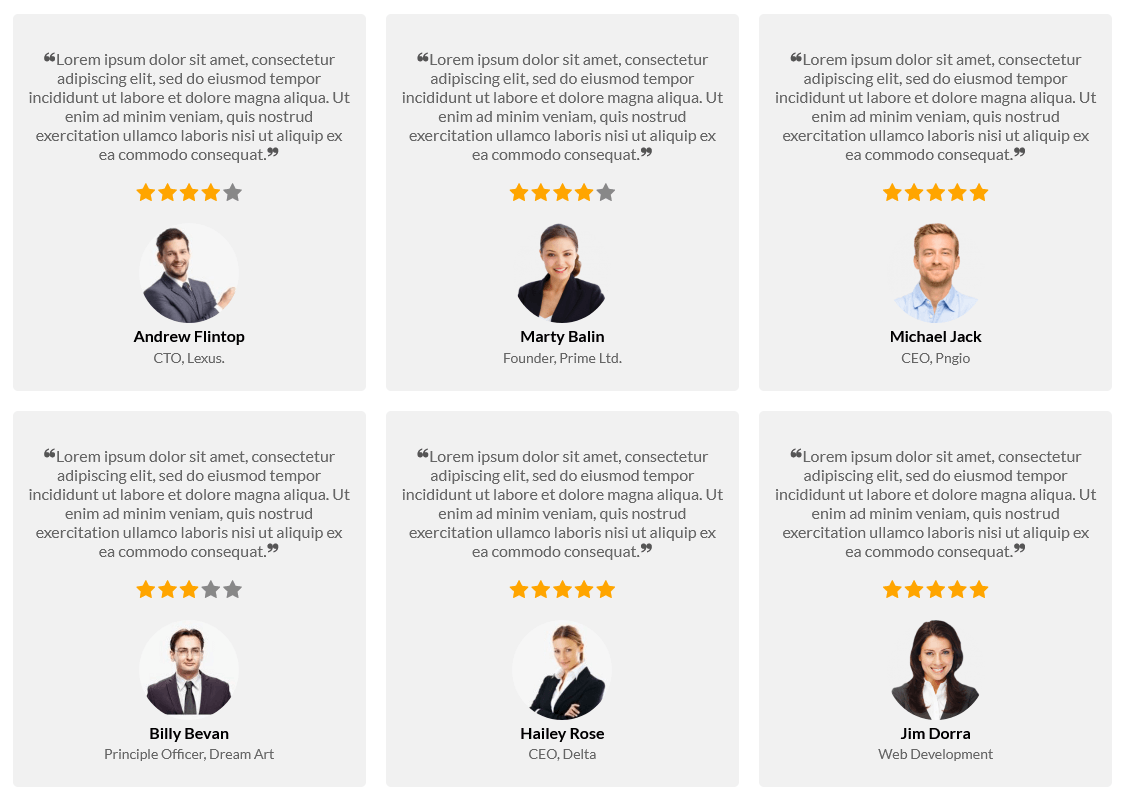 ❝Lorem ipsum dolor sit amet, consectetur
adipiscing elit, sed do eiusmod tempor
incididunt ut labore et dolore magna aliqua. Ut
enim ad minim veniam, quis nostrud
exercitation ullamco laboris nisi ut aliquip ex
ea commodo consequat.❞
Andrew Flintop
CTO, Lexus.
❝Lorem ipsum dolor sit amet, consectetur
adipiscing elit, sed do eiusmod tempor
incididunt ut labore et dolore magna aliqua. Ut
enim ad minim veniam, quis nostrud
exercitation ullamco laboris nisi ut aliquip ex
ea commodo consequat.❞
Marty Balin
Founder, Prime Ltd.
❝Lorem ipsum dolor sit amet, consectetur
adipiscing elit, sed do eiusmod tempor
incididunt ut labore et dolore magna aliqua. Ut
enim ad minim veniam, quis nostrud
exercitation ullamco laboris nisi ut aliquip ex
ea commodo consequat.❞
Michael Jack
CEO, Pngio
❝Lorem ipsum dolor sit amet, consectetur
adipiscing elit, sed do eiusmod tempor
incididunt ut labore et dolore magna aliqua. Ut
enim ad minim veniam, quis nostrud
exercitation ullamco laboris nisi ut aliquip ex
ea commodo consequat.❞
Billy Bevan
Principle Officer, Dream Art
❝Lorem ipsum dolor sit amet, consectetur
adipiscing elit, sed do eiusmod tempor
incididunt ut labore et dolore magna aliqua. Ut
enim ad minim veniam, quis nostrud
exercitation ullamco laboris nisi ut aliquip ex
ea commodo consequat.❞
Hailey Rose
CEO, Delta
❝Lorem ipsum dolor sit amet, consectetur
adipiscing elit, sed do eiusmod tempor
incididunt ut labore et dolore magna aliqua. Ut
enim ad minim veniam, quis nostrud
exercitation ullamco laboris nisi ut aliquip ex
ea commodo consequat.❞
Jim Dorra
Web Development